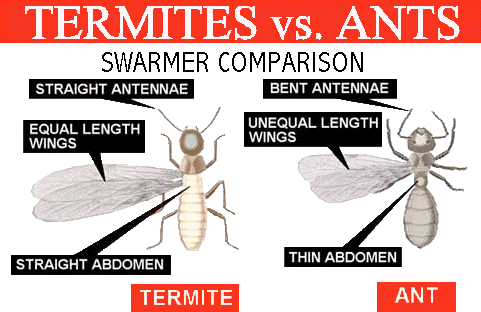 TERMITES vs. ANTS
SWARMER COMPARISON
STRAIGHT ANTENNAE
EQUAL LENGTH
WINGS
STRAIGHT ABDOMEN
TERMITE
BENT ANTENNAE
UNEQUAL LENGTH
WINGS
THIN ABDOMEN
ANT